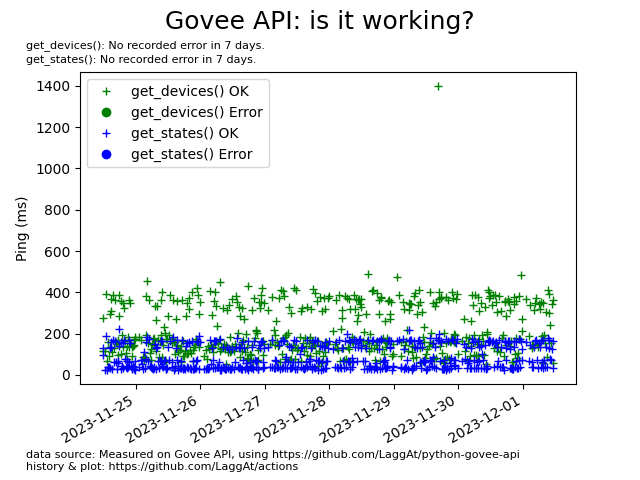 Govee API: is it working?
get_devices(): No recorded error in 7 days.
get_states(): No recorded error in 7 days.
get_devices() OK
get_devices() Error
get_states() OK
get_states() Error
Ping (ms)
1400
1200
1000
800
600
400
200
0
2023-11-25
2023-11-26
2023-11-27
2023-11-28
2023-11-29
2023-11-30
2023-12-01
data source: Measured on Govee API, using https://github.com/LaggAt/python-govee-api
history & plot: https://github.com/LaggAt/actions